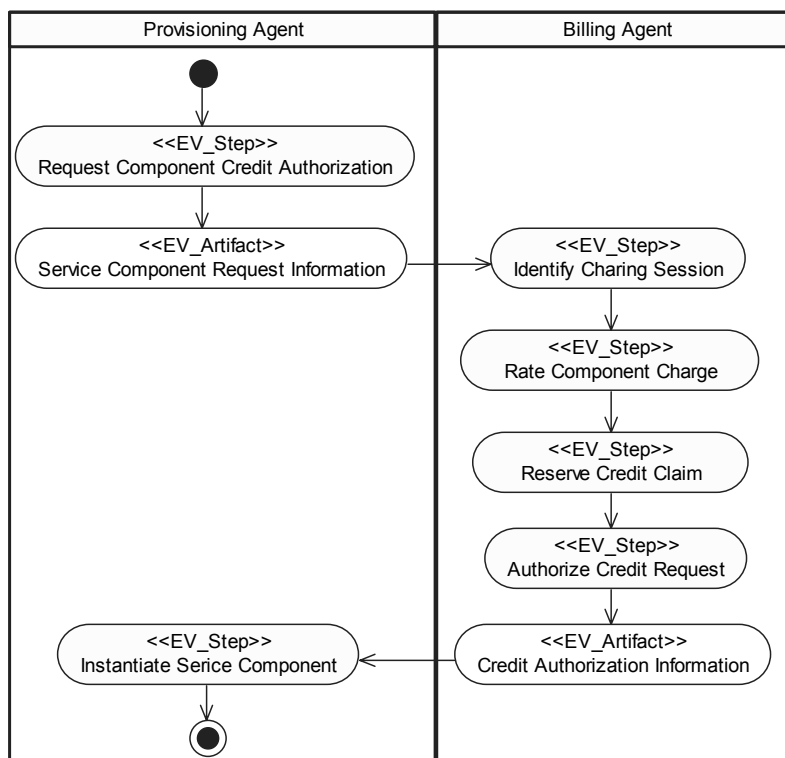 Provisioning Agent
Billing Agent
<<EV_Step>>
Request Component Credit Authorization
<<EV_Artifact>>
Service Component Request Information
<<EV_Step>>
Identify Charing Session
<<EV_Step>>
Rate Component Charge
<<EV_Step>>
Reserve Credit Claim
<<EV_Step>>
Authorize Credit Request
<<EV_Artifact>>
Credit Authorization Information
<<EV_Step>>
Instantiate Serice Component